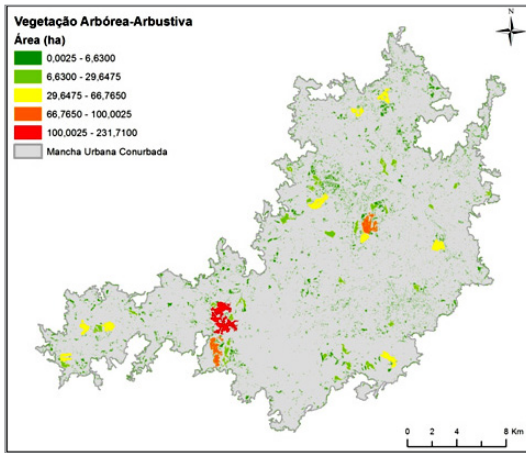 Vegetação Arbórea-Arbustiva
Área (ha)
0,0025 - 6,6300
6,6300 - 29,6475
29,6475 - 66,7650
66,7650 - 100,0025
100,0025 - 231,7100
Mancha Urbana Conurbada
N
0 2 4 8 Km